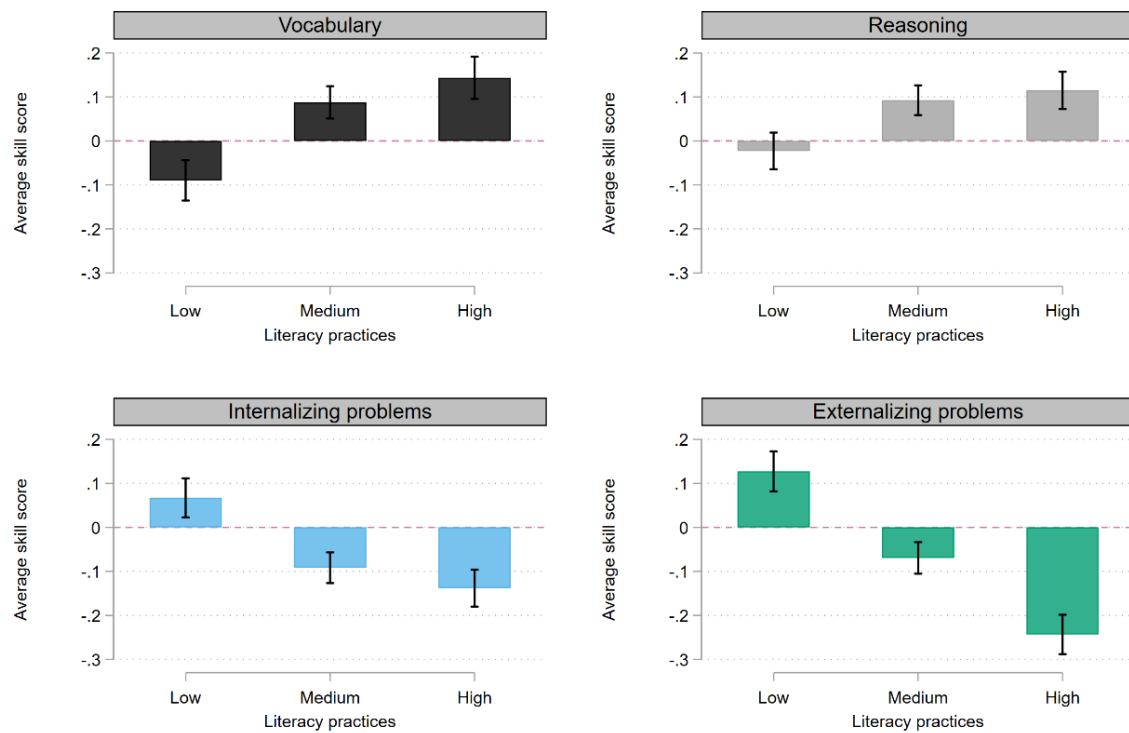 Vocabulary
.2
.1
0
-.1
-.2
-.3
Average skill score
Low Medium High
Literacy practices
Reasoning
.2
.1
0
-.1
-.2
-.3
Average skill score
Low Medium High
Literacy practices
Internalizing problems
.2
.1
0
-.1
-.2
-.3
Average skill score
Low Medium High
Literacy practices
Externalizing problems
.2
.1
0
-.1
-.2
-.3
Average skill score
Low Medium High
Literacy practices